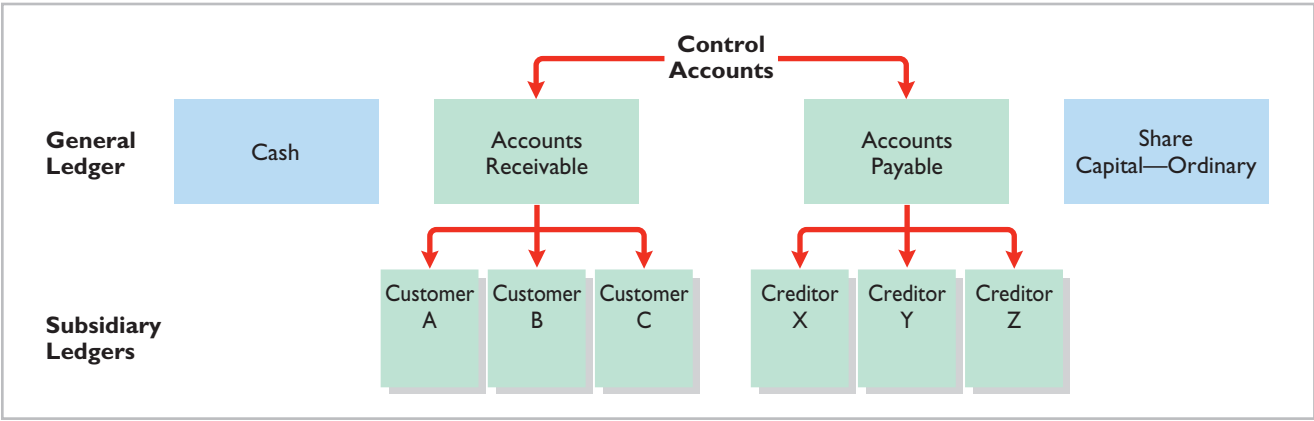 Control
Accounts
General
Ledger
Cash
Accounts
Receivable
Accounts
Payable
Share
Capital—Ordinary
Subsidiary
Ledgers
Customer
A
Customer
B
Customer
C
Creditor
X
Creditor
Y
Creditor
Z